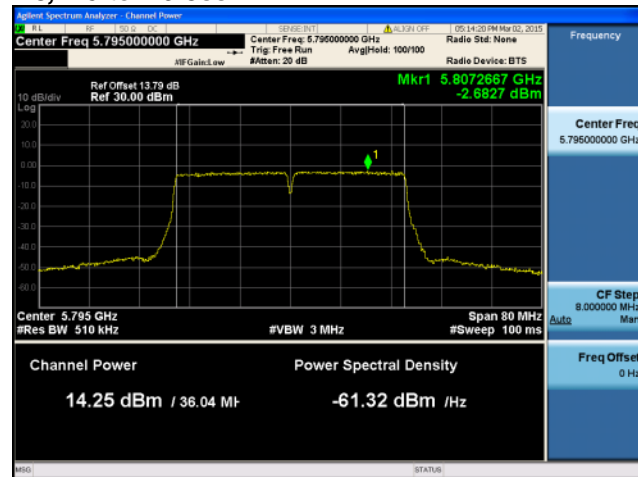 Agilent Spectrum Analyzer - Channel Power
RL RF 50 Ω DC SENSE:INT ALIGN OFF 05:14:20 PM Mar 02, 2015
Center Freq 5.795000000 GHz Center Freq: 5.795000000 GHz Radio Std: None
Trig: Free Run Avg|Hold: 100/100
#IFGain:Low #Atten: 20 dB Radio Device: BTS
Frequency
Mkr1 5.8072667 GHz
-2.6827 dBm
Ref Offset 13.79 dB
10 dB/div Ref 30.00 dBm
Log
20.0
10.0
0.00
-10.0
-20.0
-30.0
-40.0
-50.0
-60.0
1
Center 5.795 GHz Span 80 MHz
#Res BW 510 kHz #VBW 3 MHz #Sweep 100 ms
Channel Power Power Spectral Density
14.25 dBm / 36.04 MH -61.32 dBm /Hz
Center Freq
5.795000000 GHz
CF Step
8.000000 MHz
Auto Man
Freq Offset
0 Hz
MSG STATUS